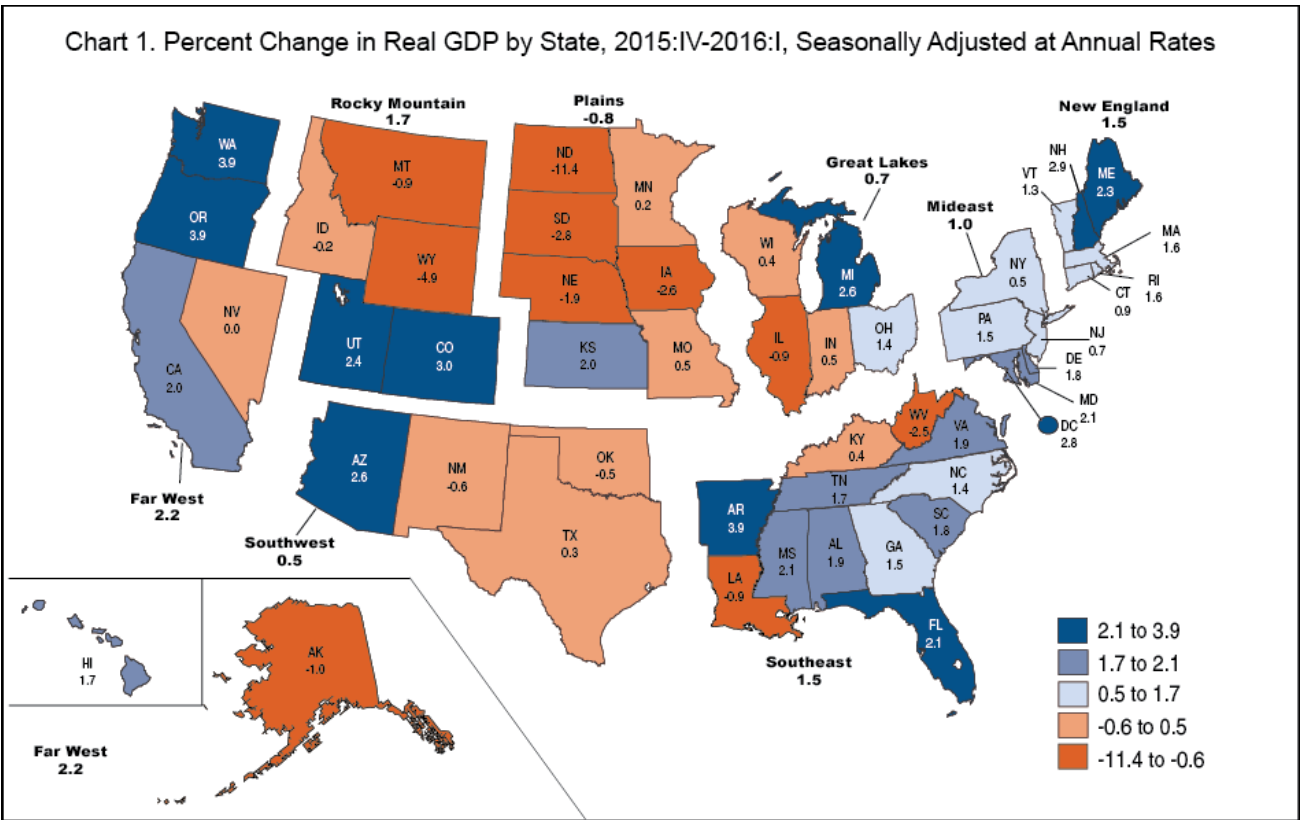 Chart 1. Percent Change in Real GDP by State, 2015:IV-2016:I, Seasonally Adjusted at Annual Rates
Rocky Mountain
1.7
Plains
-0.8
New England
1.5
Great Lakes
0.7
Mideast
1.0
Far West
2.2
Southwest
0.5
Southeast
1.5
Far West
2.2
WA
3.9
OR
3.9
CA
2.0
NV
0.0
ID
-0.2
MT
-0.9
WY
-4.9
UT
2.4
CO
3.0
ND
-11.4
SD
-2.8
NE
-1.9
KS
2.0
MN
0.2
IA
-2.6
MO
0.5
WI
0.4
IL
-0.9
IN
0.5
MI
2.6
OH
1.4
NY
0.5
PA
1.5
VT
1.3
NH
2.9
ME
2.3
MA
1.6
RI
1.6
CT
0.9
NJ
0.7
DE
1.8
MD
2.1
DC
2.8
AZ
2.6
NM
-0.6
OK
-0.5
TX
0.3
AR
3.9
LA
-0.9
MS
2.1
AL
1.9
GA
1.5
FL
2.1
SC
1.8
NC
1.4
TN
1.7
KY
0.4
WV
-2.5
VA
1.9
HI
1.7
AK
-1.0
2.1 to 3.9
1.7 to 2.1
0.5 to 1.7
-0.6 to 0.5
-11.4 to -0.6